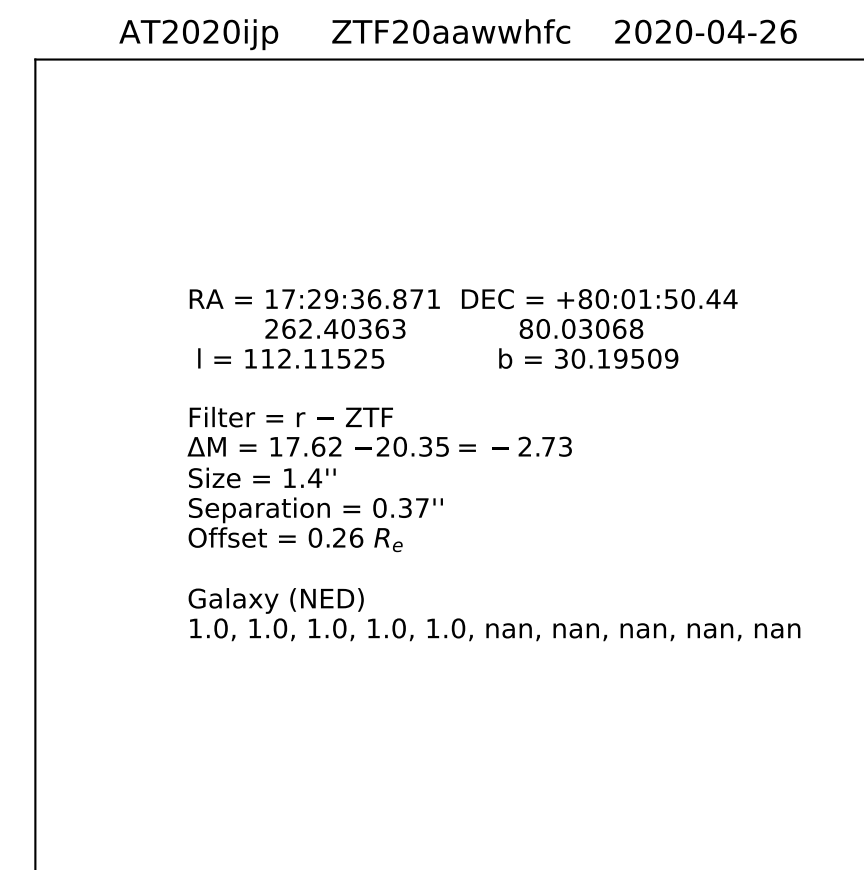 AT2020ijp ZTF20aawwhfc 2020-04-26
RA = 17:29:36.871 DEC = +80:01:50.44
262.40363 80.03068
l = 112.11525 b = 30.19509
Filter = r − ZTF
ΔM = 17.62 −20.35 = − 2.73
Size = 1.4''
Separation = 0.37''
Offset = 0.26 Re
Galaxy (NED)
1.0, 1.0, 1.0, 1.0, 1.0, nan, nan, nan, nan, nan